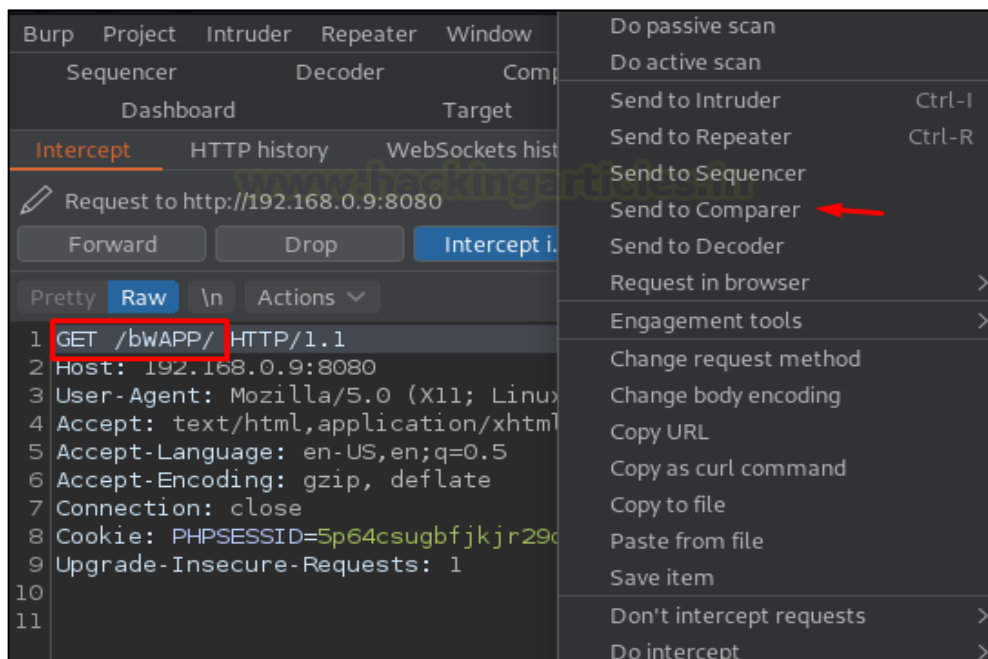 Burp Project Intruder Repeater Window
Sequencer Decoder Comp
Dashboard Target
Intercept HTTP history WebSockets hist
www.hackingarticles.in
Request to http://192.168.0.9:8080
Forward Drop Intercept i.
Pretty Raw \n Actions
1 GET /bWAPP/ HTTP/1.1
2 Host: 192.168.0.9:8080
3 User-Agent: Mozilla/5.0 (X11; Linux
4 Accept: text/html,application/xhtml
5 Accept-Language: en-US,en;q=0.5
6 Accept-Encoding: gzip, deflate
7 Connection: close
8 Cookie: PHPSESSID=5p64csugbfjkjr29
9 Upgrade-Insecure-Requests: 1
10
11
Do passive scan
Do active scan
Send to Intruder Ctrl-I
Send to Repeater Ctrl-R
Send to Sequencer
Send to Comparer
Send to Decoder
Request in browser
Engagement tools
Change request method
Change body encoding
Copy URL
Copy as curl command
Copy to file
Paste from file
Save item
Don't intercept requests
Do intercept